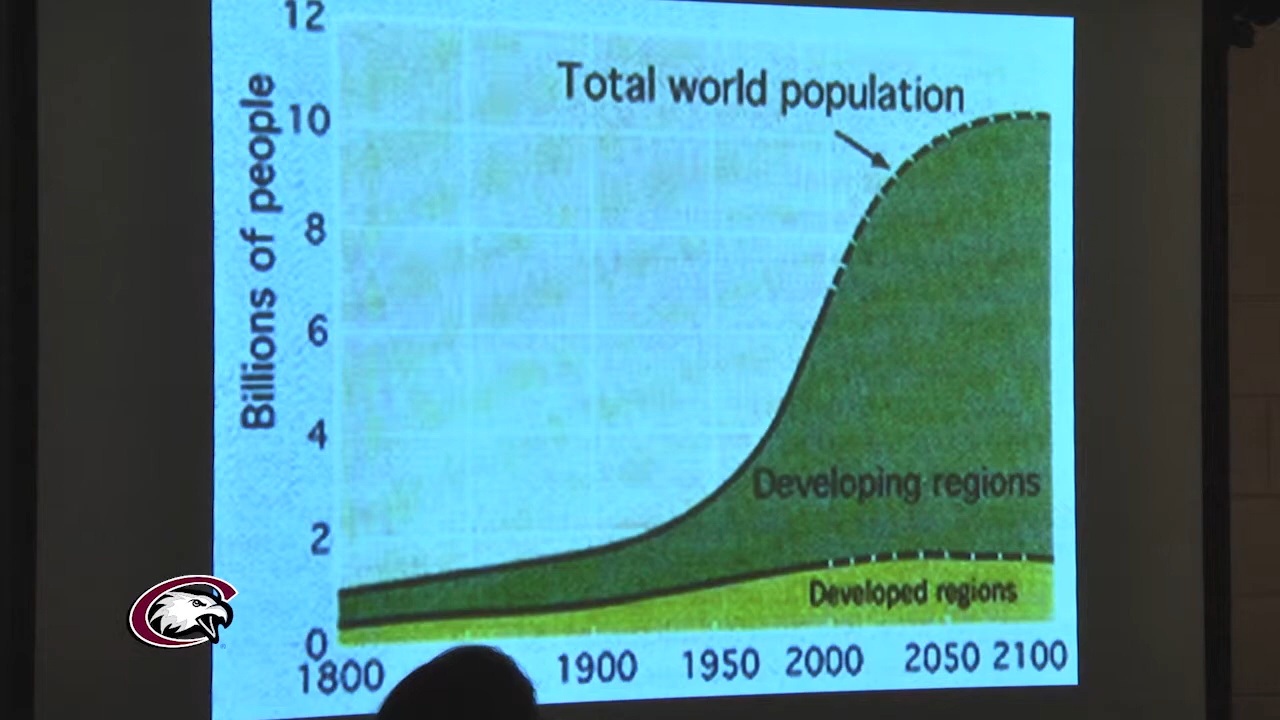 12
Total world population
10
Billions of people
8
6
4
Developing regions
2
Developed regions
0
1800 1900 1950 2000 2050 2100